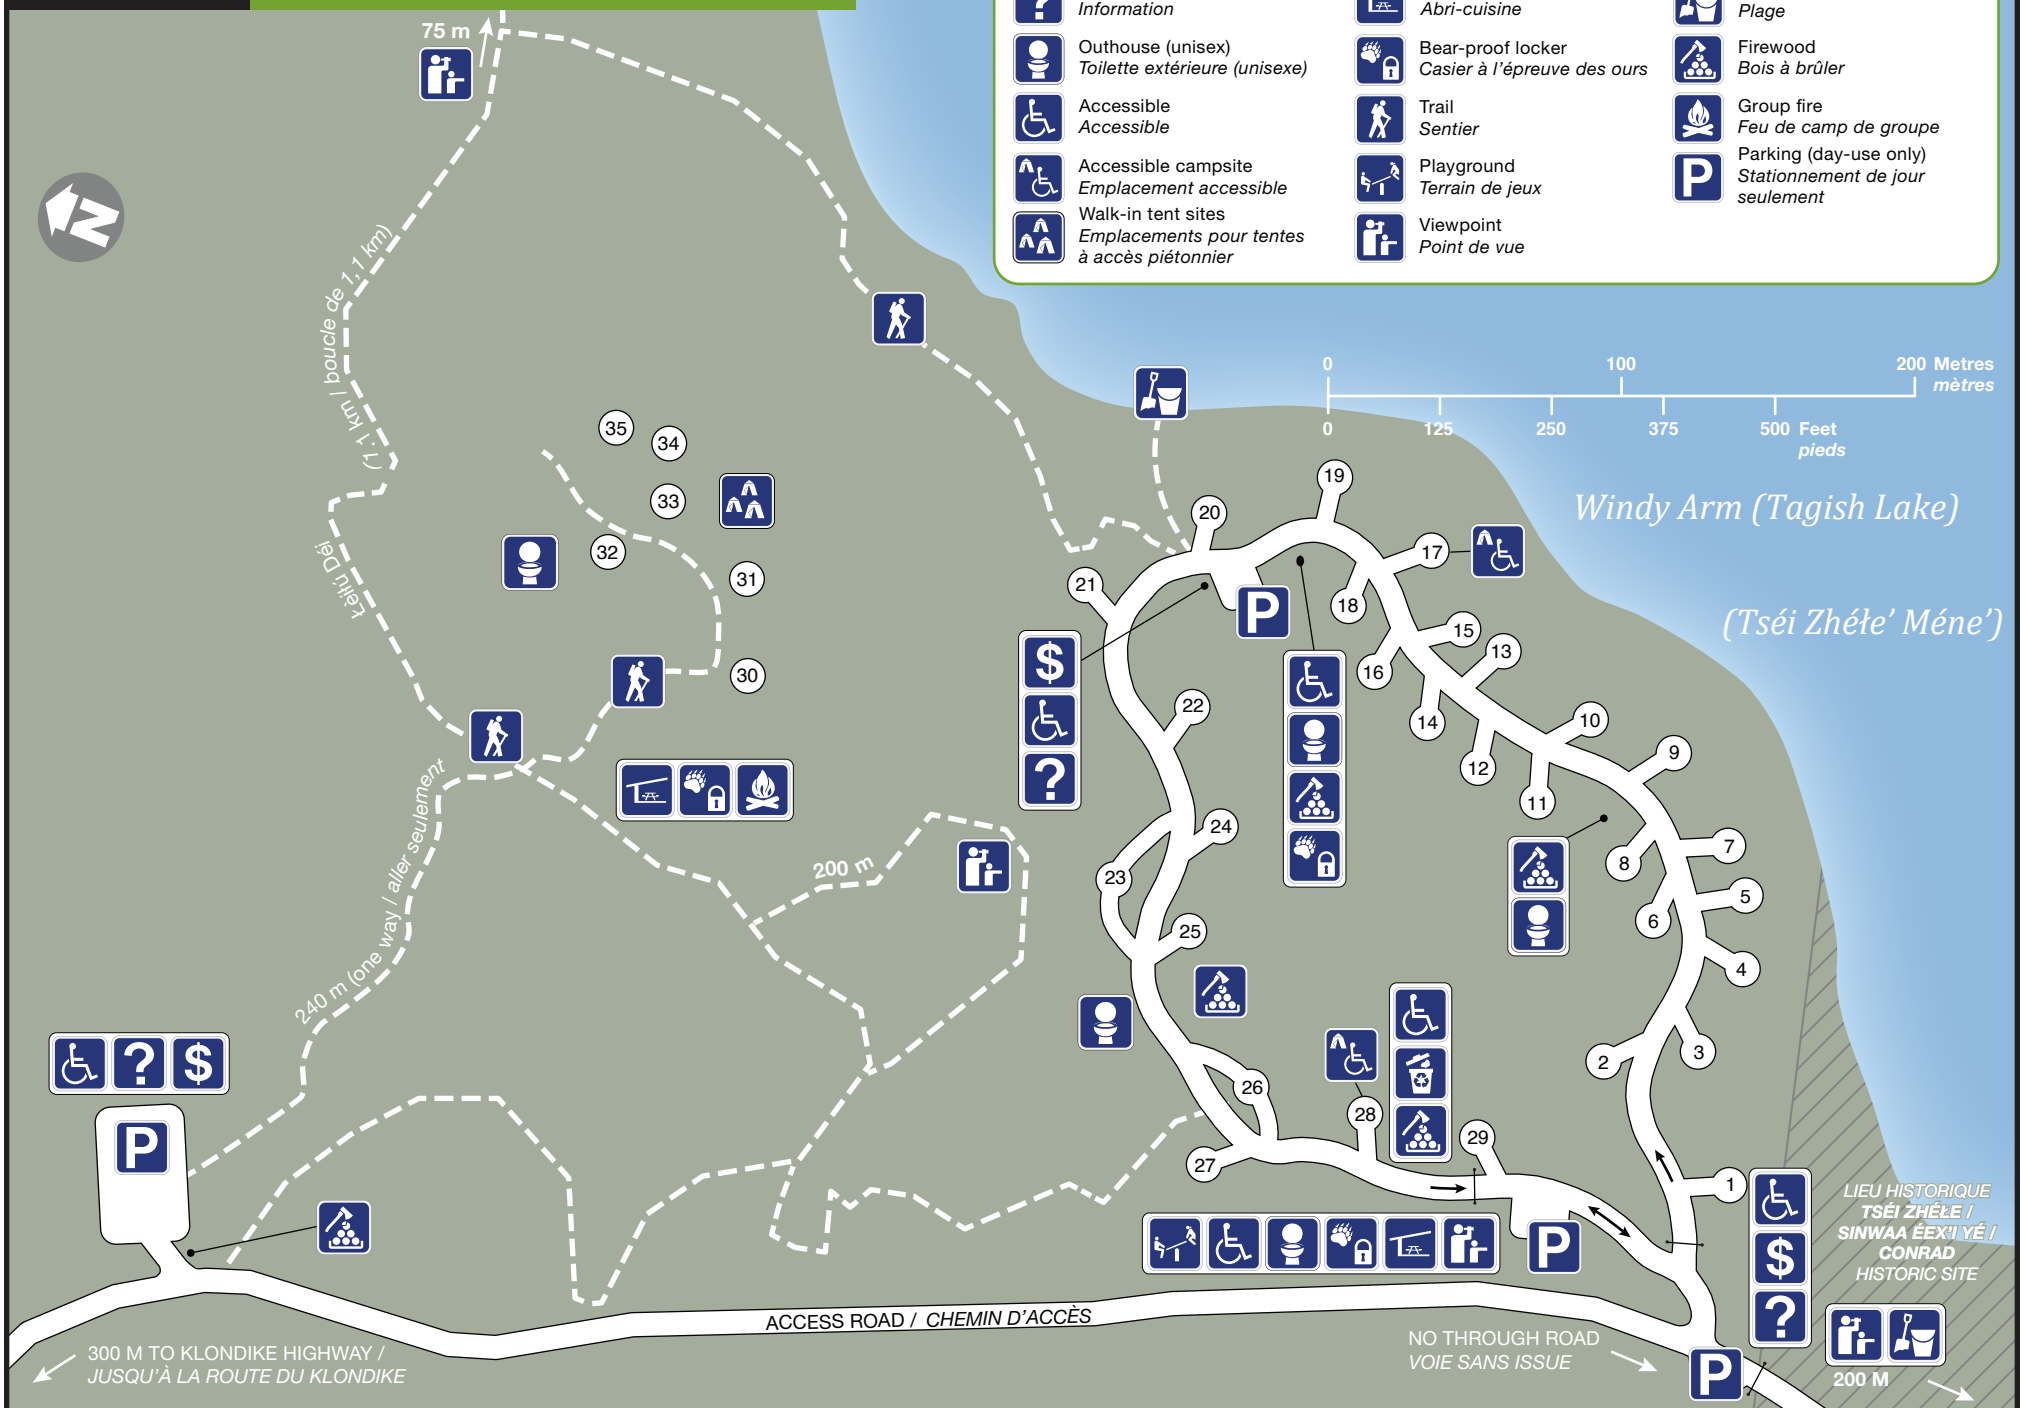 ?
Information
Abri-cuisine
Plage
Outhouse (unisex)
Toilette extérieure (unisexe)
Bear-proof locker
Casier à l'épreuve des ours
Firewood
Bois à brûler
Accessible
Accessible
Trail
Sentier
Group fire
Feu de camp de groupe
Accessible campsite
Emplacement accessible
Playground
Terrain de jeux
P
Parking (day-use only)
Stationnement de jour
seulement
Walk-in tent sites
Emplacements pour tentes
à accès piétonnier
Viewpoint
Point de vue
75 m
N
(1,1 km / boucle de 1,1 km)
Łèitú Déi
0
100
200 Metres
mètres
0
125
250
375
500 Feet
pieds
Windy Arm (Tagish Lake)
(Tséi Zhéłe' Méne')
35
34
33
32
31
30
19
20
17
21
18
P
15
13
16
14
22
10
12
9
11
24
7
8
23
5
6
25
4
2
3
26
28
29
27
1
$
?
200 m
240 m (one way / aller seulement
? $
P
P
$
?
P
LIEU HISTORIQUE
TSÉI ZHÉŁE /
SINWAA ÉEX'I YÉ /
CONRAD
HISTORIC SITE
200 M
ACCESS ROAD / CHEMIN D'ACCÈS
300 M TO KLONDIKE HIGHWAY /
JUSQU'À LA ROUTE DU KLONDIKE
NO THROUGH ROAD
VOIE SANS ISSUE